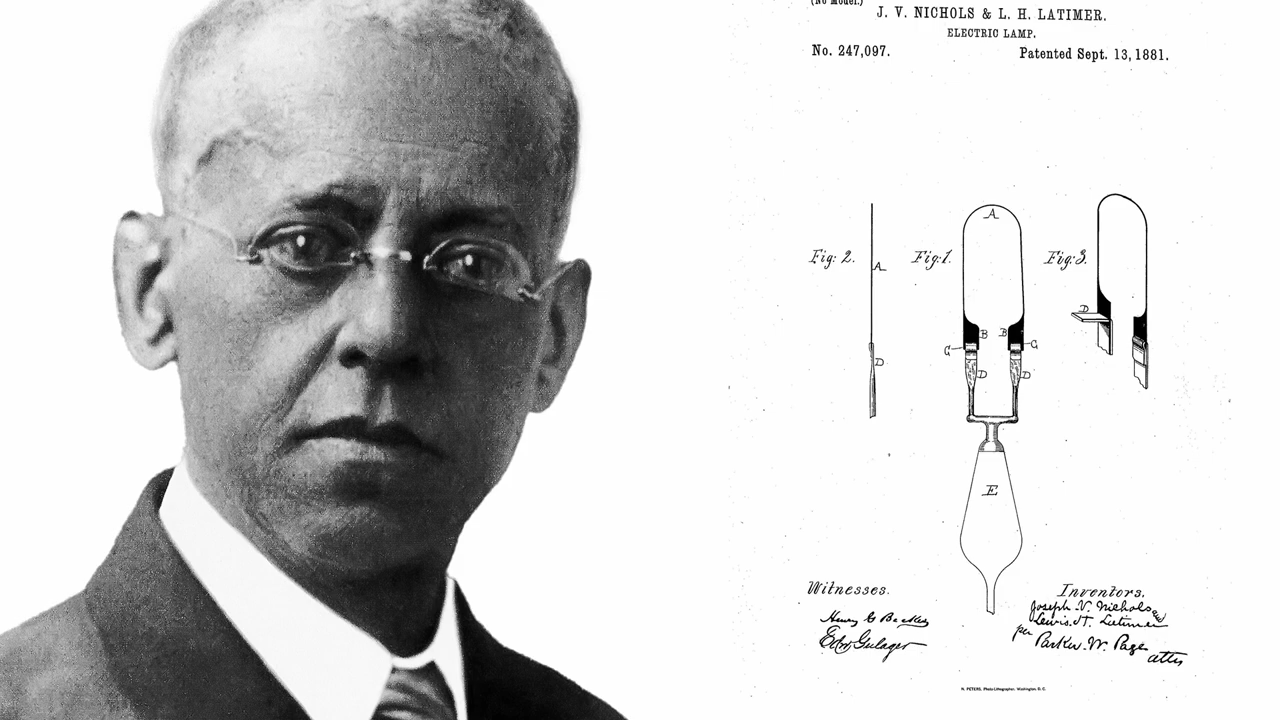 (No Model.)
J. V. NICHOLS & L. H. LATIMER.
ELECTRIC LAMP.
No. 247,097. Patented Sept. 13, 1881.
Fig: 2. Fig: 1. Fig: 3.
A
A
D
B B
C C
D
D D
E
Witnesses. Inventors.
Joseph V. Nichols and
Lewis H. Latimer
per Parker W. Page
atty
N. PETERS, Photo-Lithographer, Washington, D. C.